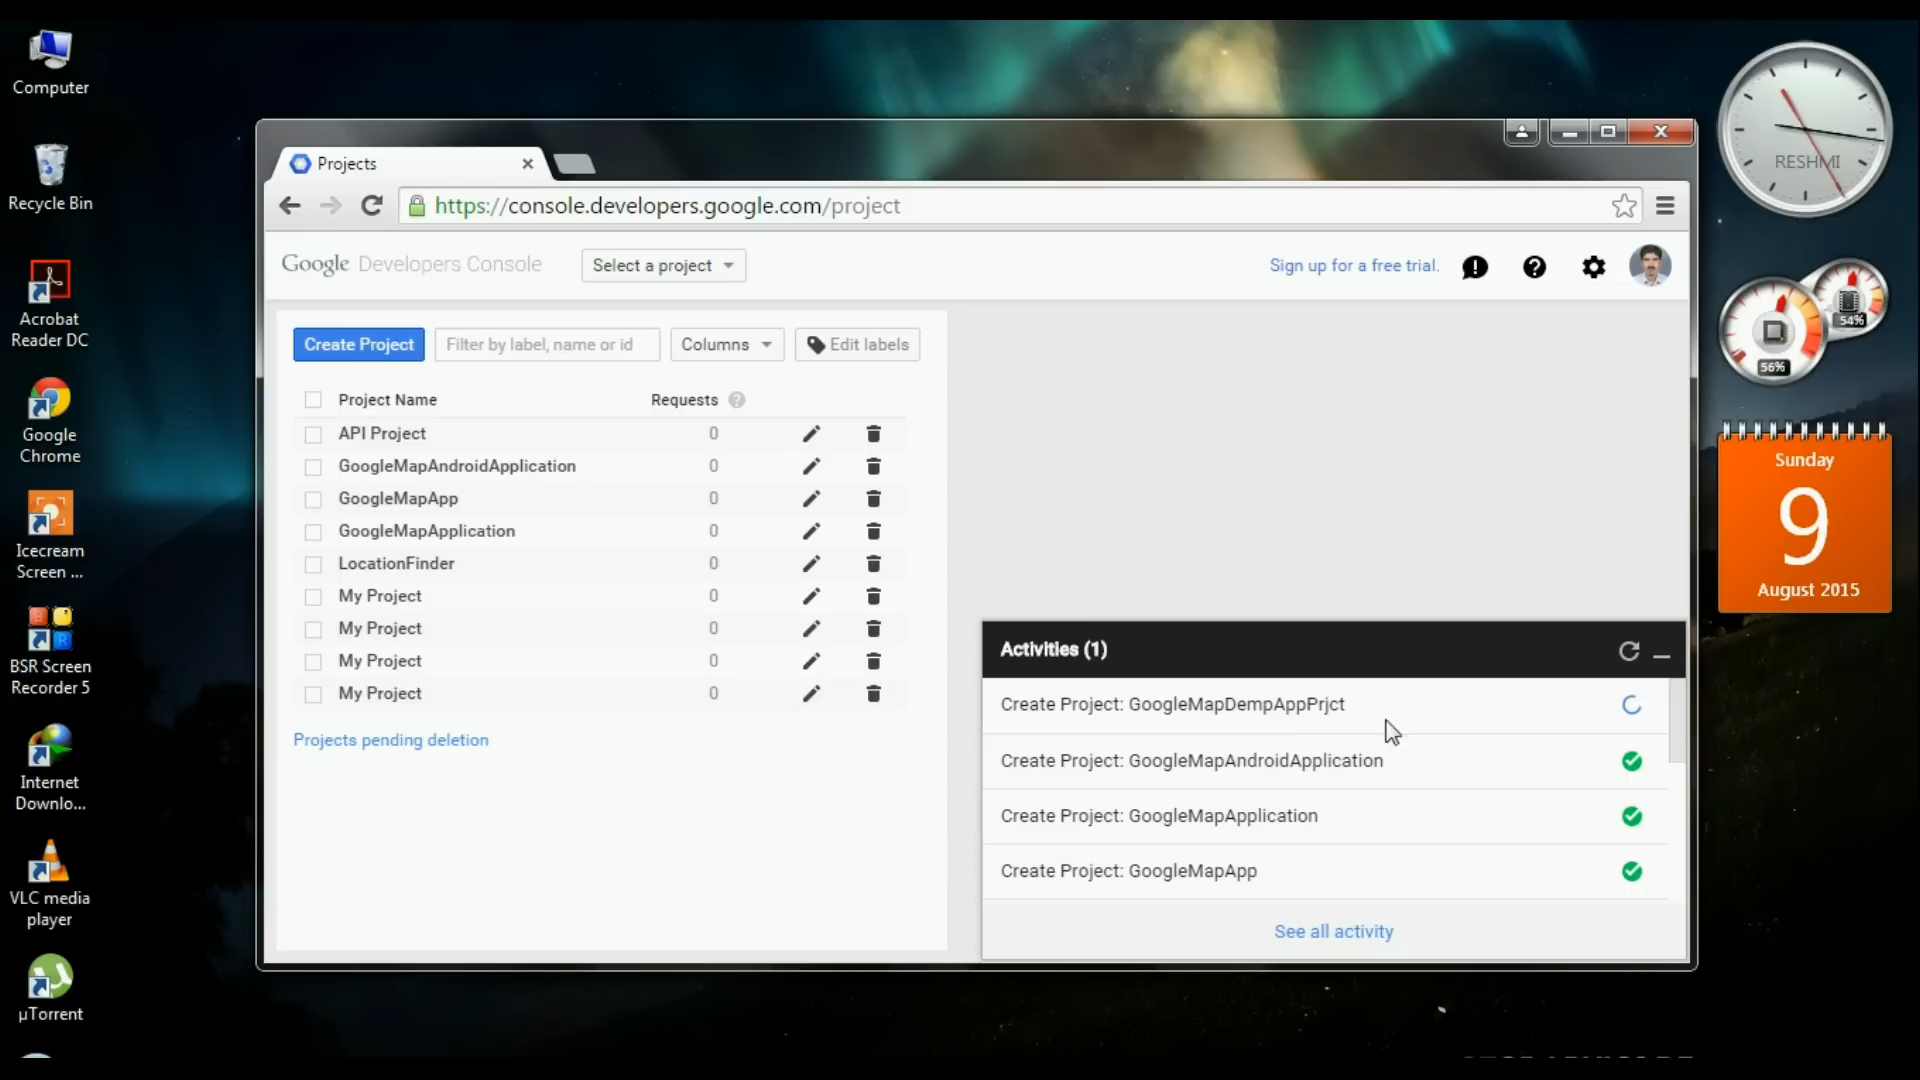 Computer
Recycle Bin
Acrobat
Reader DC
Google
Chrome
Icecream
Screen ...
BSR Screen
Recorder 5
Internet
Downlo...
VLC media
player
µTorrent
Projects
https://console.developers.google.com/project
Google Developers Console
Select a project
Sign up for a free trial.
Create Project
Filter by label, name or id
Columns
Edit labels
Project Name Requests
API Project 0
GoogleMapAndroidApplication 0
GoogleMapApp 0
GoogleMapApplication 0
LocationFinder 0
My Project 0
My Project 0
My Project 0
My Project 0
Projects pending deletion
Activities (1)
Create Project: GoogleMapDempAppPrjct
Create Project: GoogleMapAndroidApplication
Create Project: GoogleMapApplication
Create Project: GoogleMapApp
See all activity
RESHMI
54%
56%
Sunday
9
August 2015